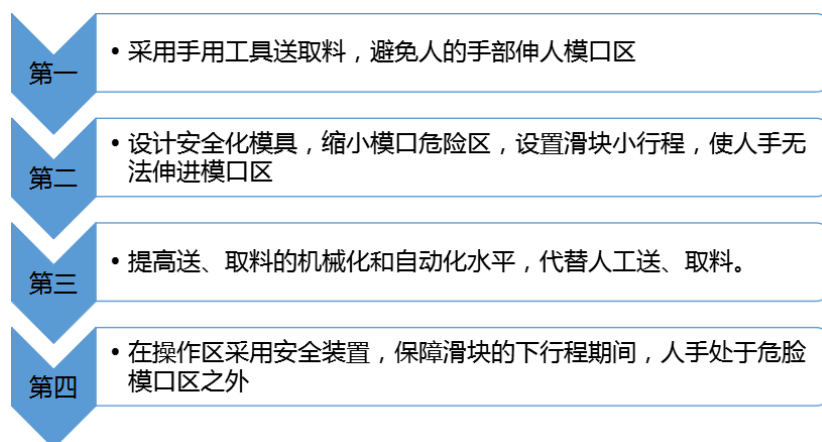 第一
• 采用手用工具送取料，避免人的手部伸人模口区
第二
• 设计安全化模具，缩小模口危险区，设置滑块小行程，使人手无
法伸进模口区
第三
• 提高送、取料的机械化和自动化水平，代替人工送、取料。
第四
• 在操作区采用安全装置，保障滑块的下行程期间，人手处于危脸
模口区之外